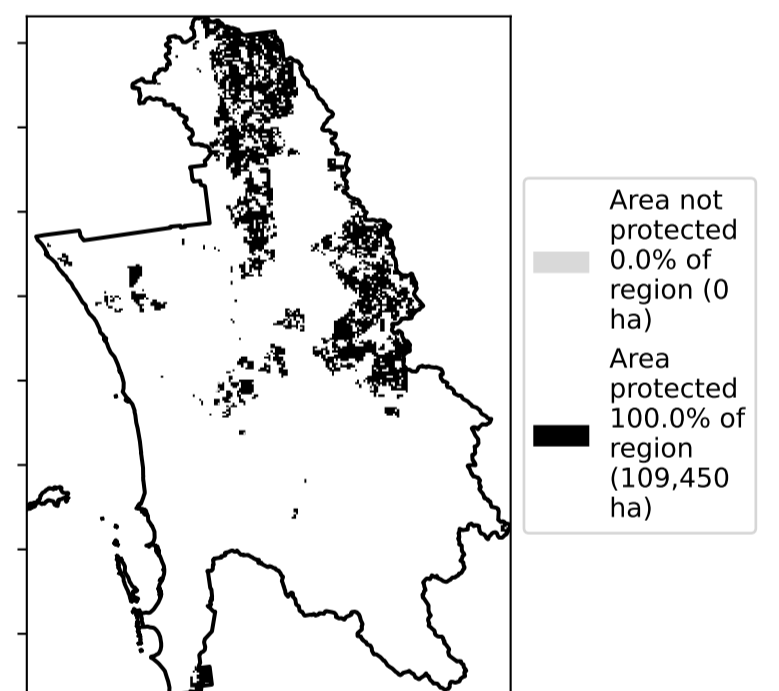 Area not
protected
0.0% of
region (0
ha)
Area
protected
100.0% of
region
(109,450
ha)